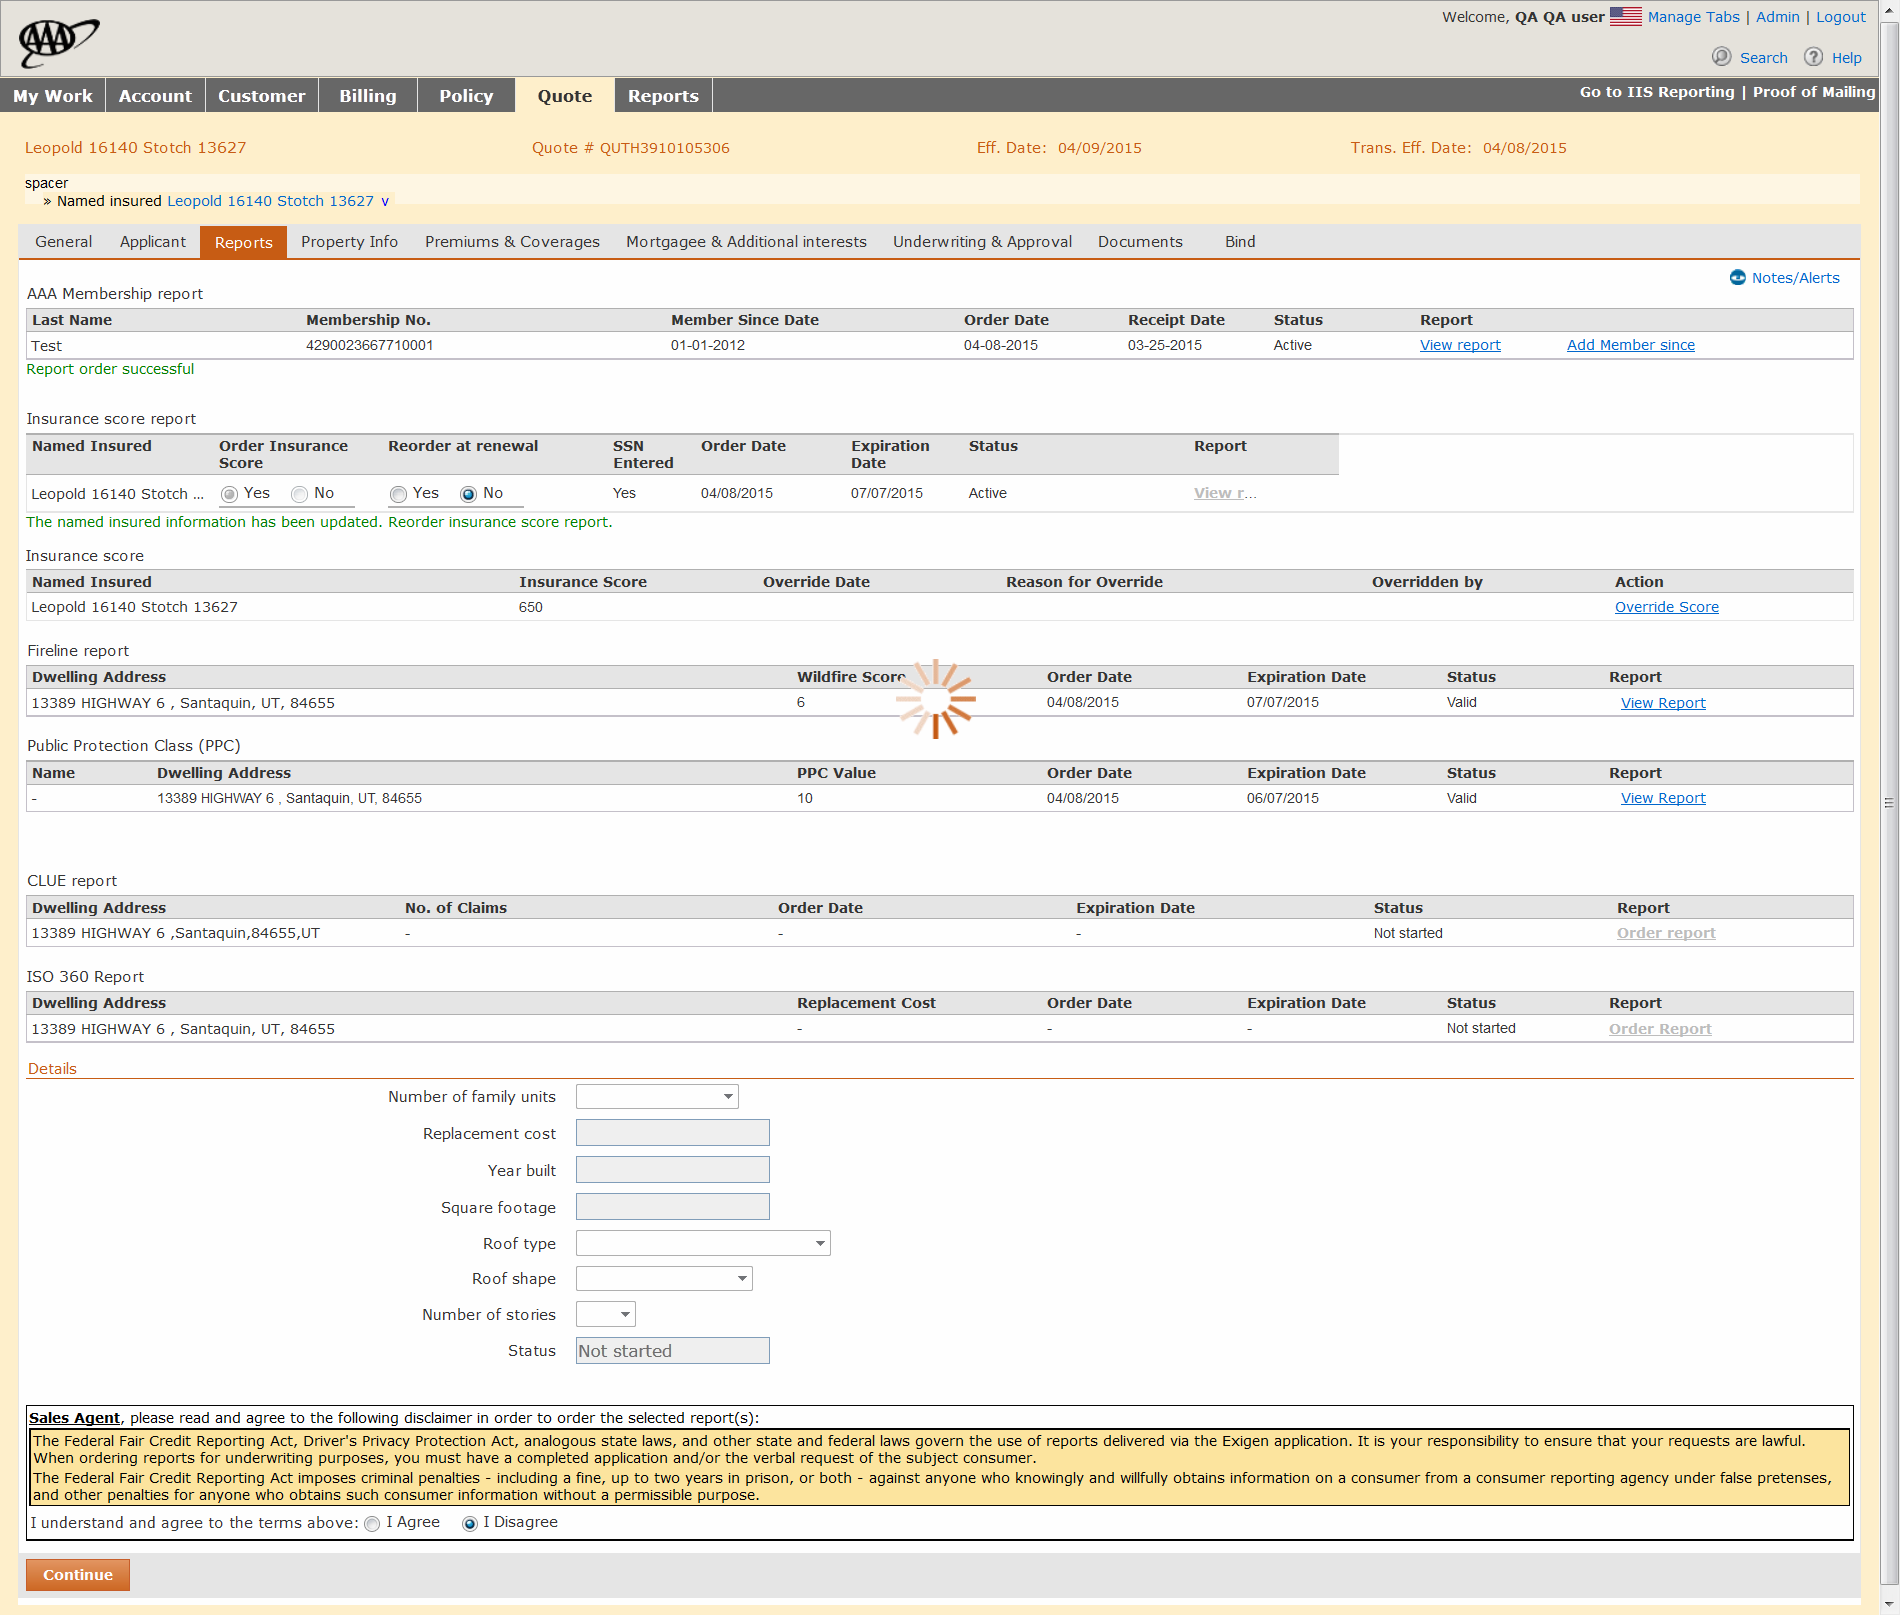 AAA
Welcome, QA QA user Manage Tabs | Admin | Logout
Search ? Help
My Work Account Customer Billing Policy Quote Reports Go to IIS Reporting | Proof of Mailing
Leopold 16140 Stotch 13627 Quote # QUTH3910105306 Eff. Date: 04/09/2015 Trans. Eff. Date: 04/08/2015
spacer
» Named insured Leopold 16140 Stotch 13627 v
General Applicant Reports Property Info Premiums & Coverages Mortgagee & Additional interests Underwriting & Approval Documents Bind
Notes/Alerts
AAA Membership report
Last Name Membership No. Member Since Date Order Date Receipt Date Status Report
Test 4290023667710001 01-01-2012 04-08-2015 03-25-2015 Active View report Add Member since
Report order successful
Insurance score report
Named Insured Order Insurance Score Reorder at renewal SSN Entered Order Date Expiration Date Status Report
Leopold 16140 Stotch ... Yes No Yes No Yes 04/08/2015 07/07/2015 Active View r...
The named insured information has been updated. Reorder insurance score report.
Insurance score
Named Insured Insurance Score Override Date Reason for Override Overridden by Action
Leopold 16140 Stotch 13627 650 Override Score
Fireline report
Dwelling Address Wildfire Score Order Date Expiration Date Status Report
13389 HIGHWAY 6 , Santaquin, UT, 84655 6 04/08/2015 07/07/2015 Valid View Report
Public Protection Class (PPC)
Name Dwelling Address PPC Value Order Date Expiration Date Status Report
- 13389 HIGHWAY 6 , Santaquin, UT, 84655 10 04/08/2015 06/07/2015 Valid View Report
CLUE report
Dwelling Address No. of Claims Order Date Expiration Date Status Report
13389 HIGHWAY 6 ,Santaquin,84655,UT - - - Not started Order report
ISO 360 Report
Dwelling Address Replacement Cost Order Date Expiration Date Status Report
13389 HIGHWAY 6 , Santaquin, UT, 84655 - - - Not started Order Report
Details
Number of family units
Replacement cost
Year built
Square footage
Roof type
Roof shape
Number of stories
Status Not started
Sales Agent, please read and agree to the following disclaimer in order to order the selected report(s):
The Federal Fair Credit Reporting Act, Driver's Privacy Protection Act, analogous state laws, and other state and federal laws govern the use of reports delivered via the Exigen application. It is your responsibility to ensure that your requests are lawful.
When ordering reports for underwriting purposes, you must have a completed application and/or the verbal request of the subject consumer.
The Federal Fair Credit Reporting Act imposes criminal penalties - including a fine, up to two years in prison, or both - against anyone who knowingly and willfully obtains information on a consumer from a consumer reporting agency under false pretenses,
and other penalties for anyone who obtains such consumer information without a permissible purpose.
I understand and agree to the terms above: I Agree I Disagree
Continue